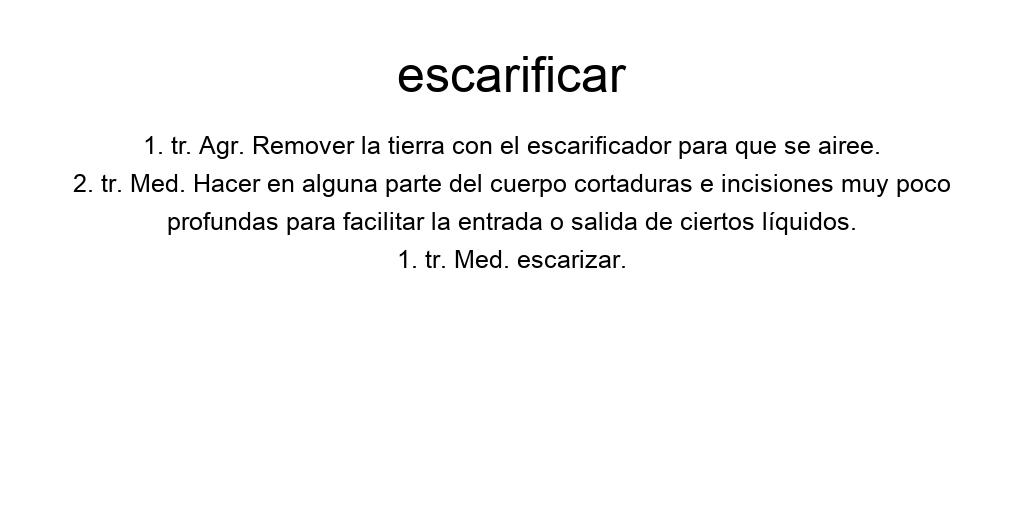 escarificar
1. tr. Agr. Remover la tierra con el escarificador para que se airee.
2. tr. Med. Hacer en alguna parte del cuerpo cortaduras e incisiones muy poco
profundas para facilitar la entrada o salida de ciertos líquidos.
1. tr. Med. escarizar.